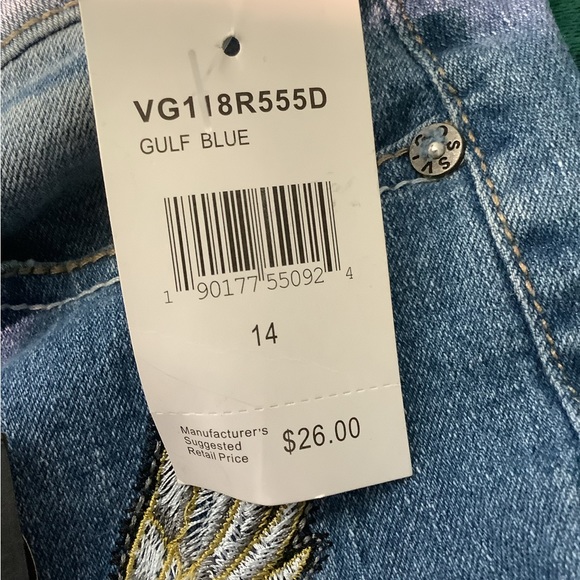 VG118R555D
GULF BLUE
1 90177 55092 4
14
Manufacturer's
Suggested
Retail Price
$26.00